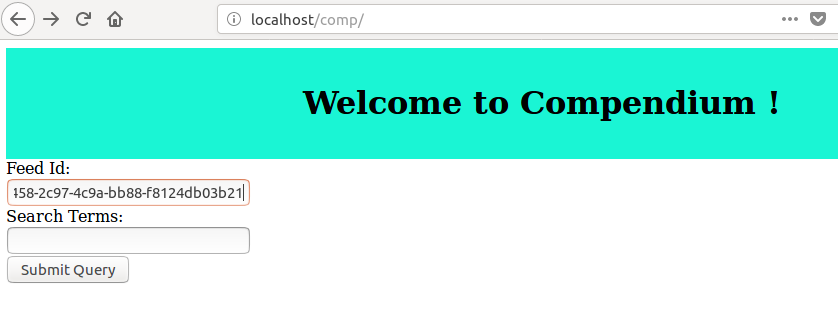 localhost/comp/
Welcome to Compendium !
Feed Id:
458-2c97-4c9a-bb88-f8124db03b21
Search Terms:
Submit Query